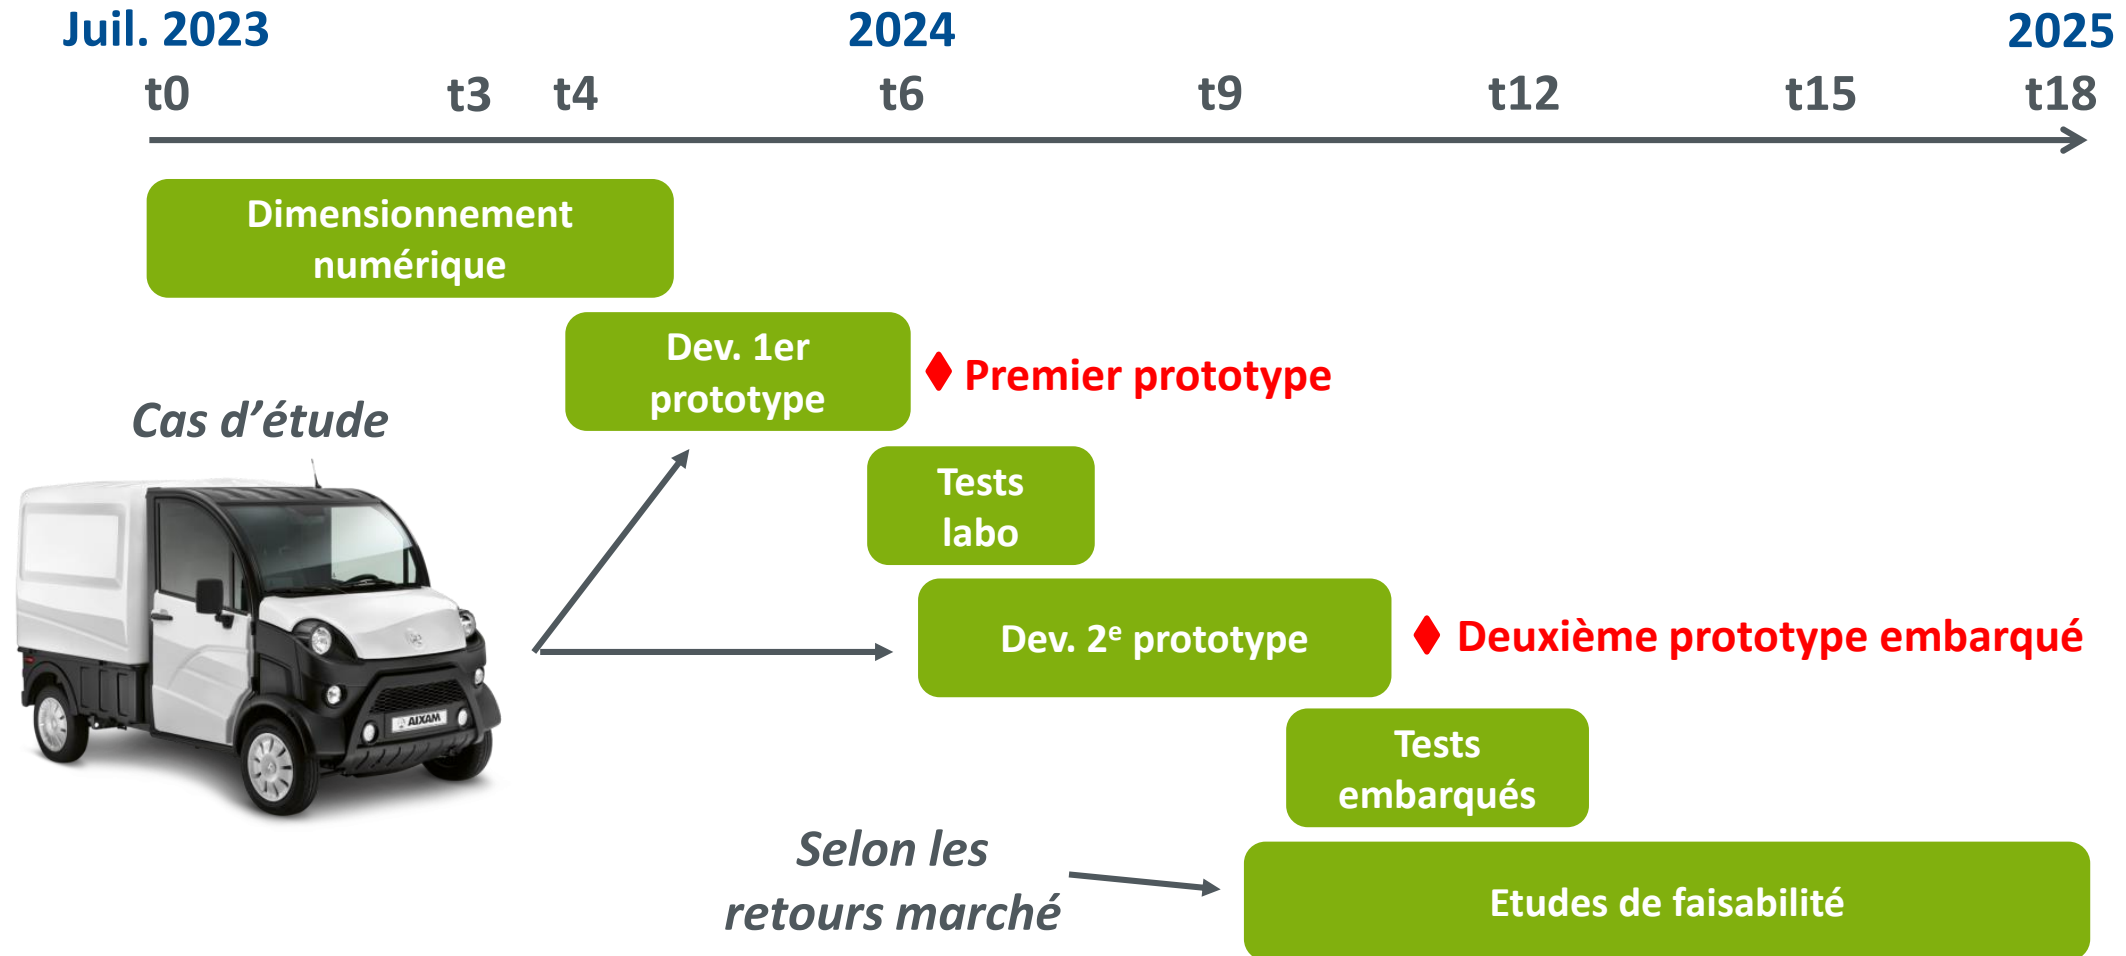 Juil. 2023 2024 2025
t0 t3 t4 t6 t9 t12 t15 t18
Dimensionnement
numérique
Dev. 1er
prototype
Premier prototype
Cas d’étude
Tests
labo
Dev. 2e prototype
Deuxième prototype embarqué
AIXAM
Tests
embarqués
Selon les
retours marché
Etudes de faisabilité